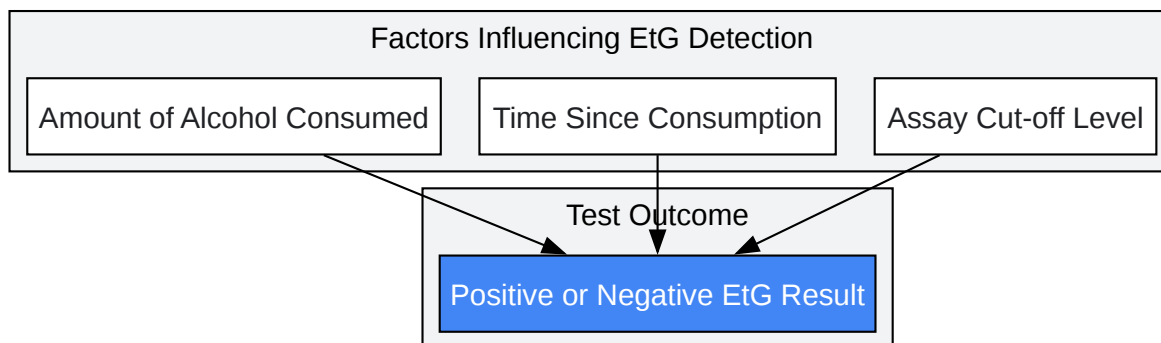 Factors Influencing EtG Detection
Amount of Alcohol Consumed
Time Since Consumption
Assay Cut-off Level
Test Outcome
Positive or Negative EtG Result